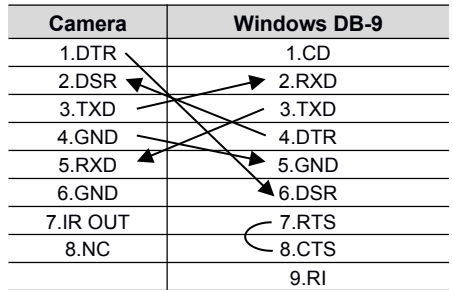 Camera Windows DB-9
1.DTR 1.CD
2.DSR 2.RXD
3.TXD 3.TXD
4.GND 4.DTR
5.RXD 5.GND
6.GND 6.DSR
7.IR OUT 7.RTS
8.NC 8.CTS
9.RI